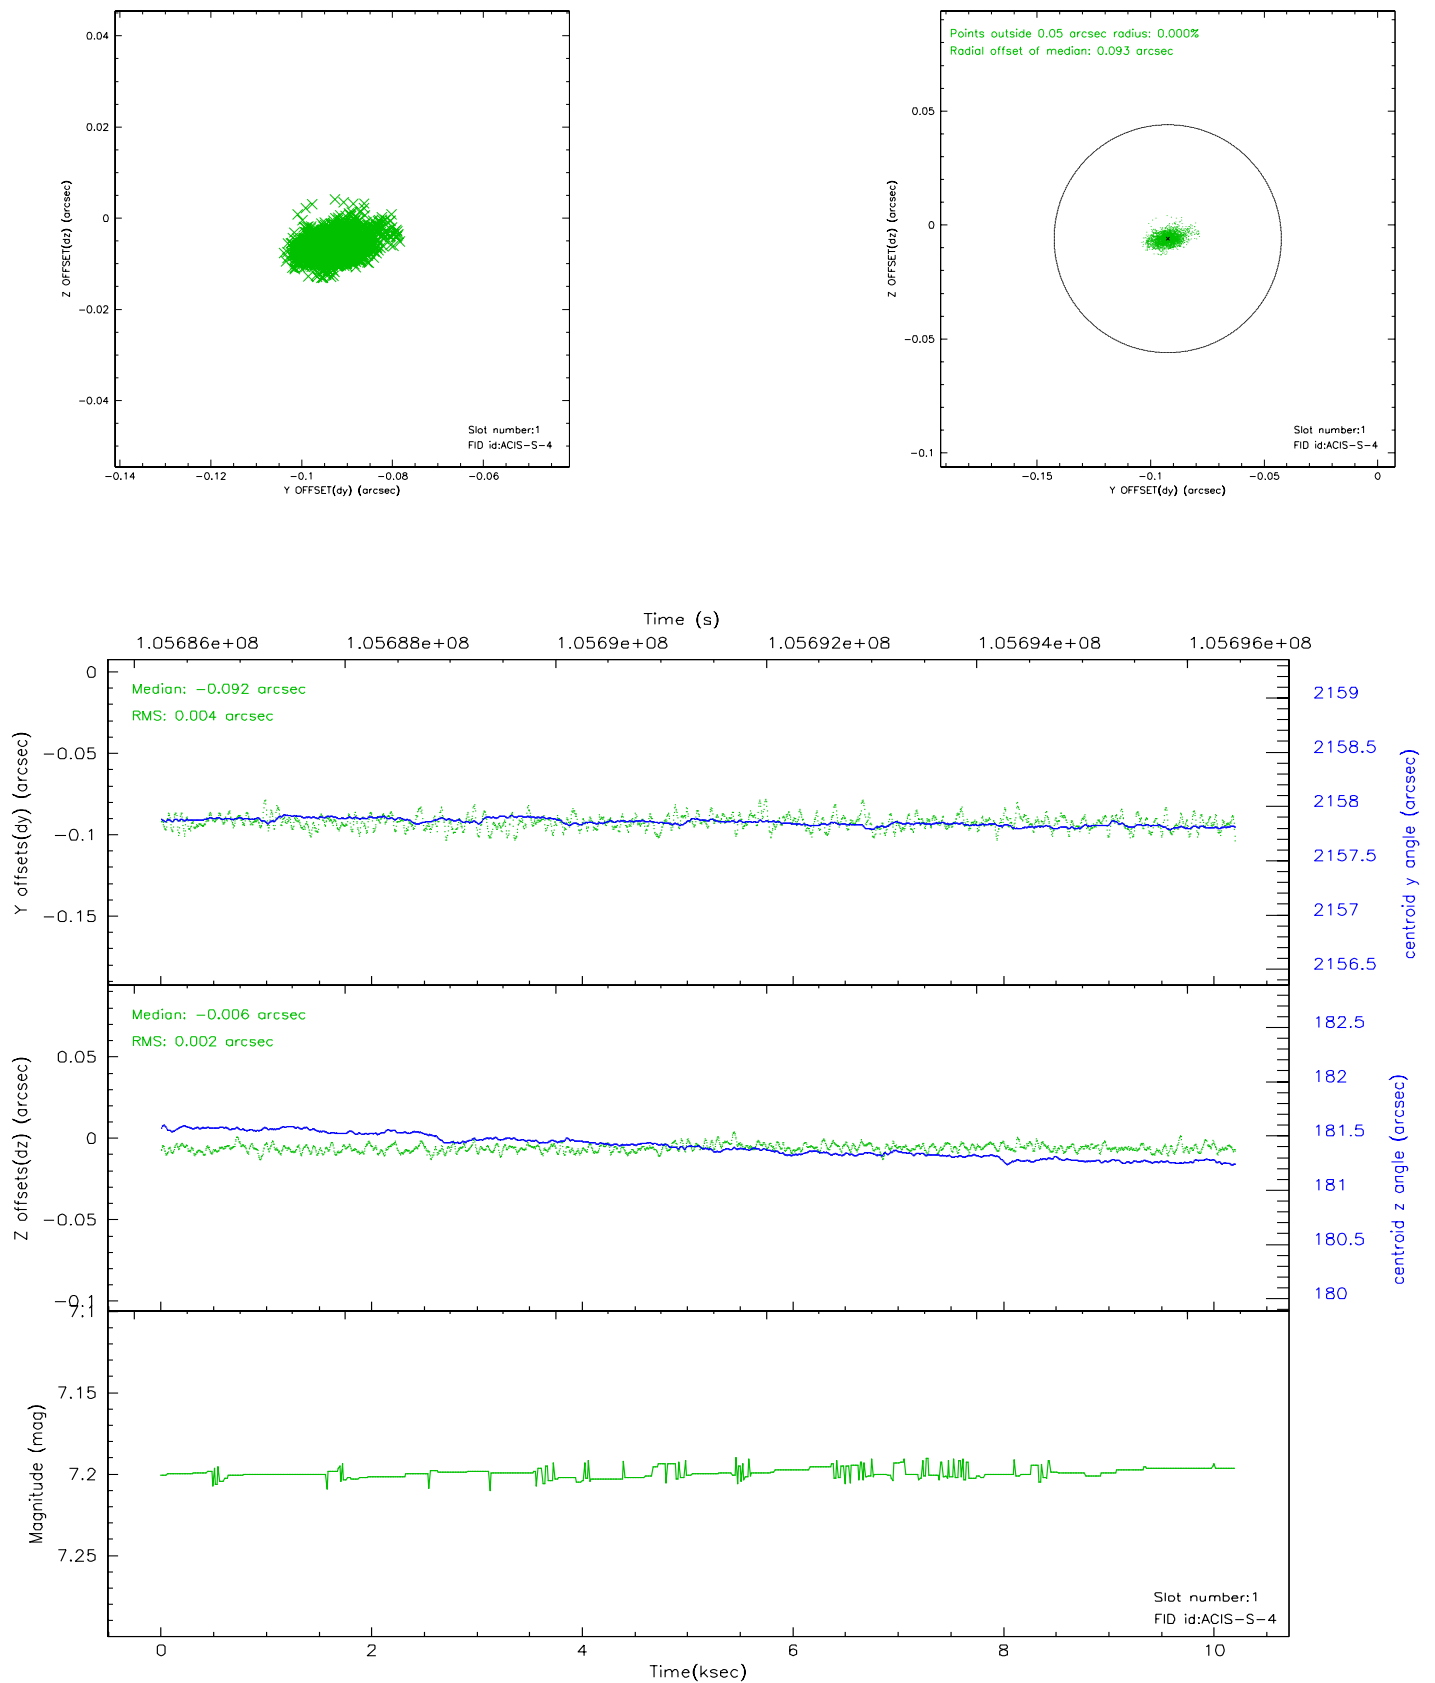 0.04
0.02
0
-0.02
-0.04
Z OFFSET(dz) (arcsec)
Slot number:1
FID id:ACIS-S-4
-0.14
-0.12
-0.1
-0.08
-0.06
Y OFFSET(dy) (arcsec)
Points outside 0.05 arcsec radius: 0.000%
Radial offset of median: 0.093 arcsec
0.05
0
-0.05
-0.1
Z OFFSET(dz) (arcsec)
Slot number:1
FID id:ACIS-S-4
-0.15
-0.1
-0.05
0
Y OFFSET(dy) (arcsec)
Time (s)
1.05686e+08
1.05688e+08
1.0569e+08
1.05692e+08
1.05694e+08
1.05696e+08
Median: -0.092 arcsec
RMS: 0.004 arcsec
0
-0.05
-0.1
-0.15
Y offsets(dy) (arcsec)
2159
2158.5
2158
2157.5
2157
2156.5
centroid y angle (arcsec)
Median: -0.006 arcsec
RMS: 0.002 arcsec
0.05
0
-0.05
-0.1
Z offsets(dz) (arcsec)
182.5
182
181.5
181
180.5
180
centroid z angle (arcsec)
7.1
7.15
7.2
7.25
Magnitude (mag)
Slot number:1
FID id:ACIS-S-4
0
2
4
6
8
10
Time(ksec)